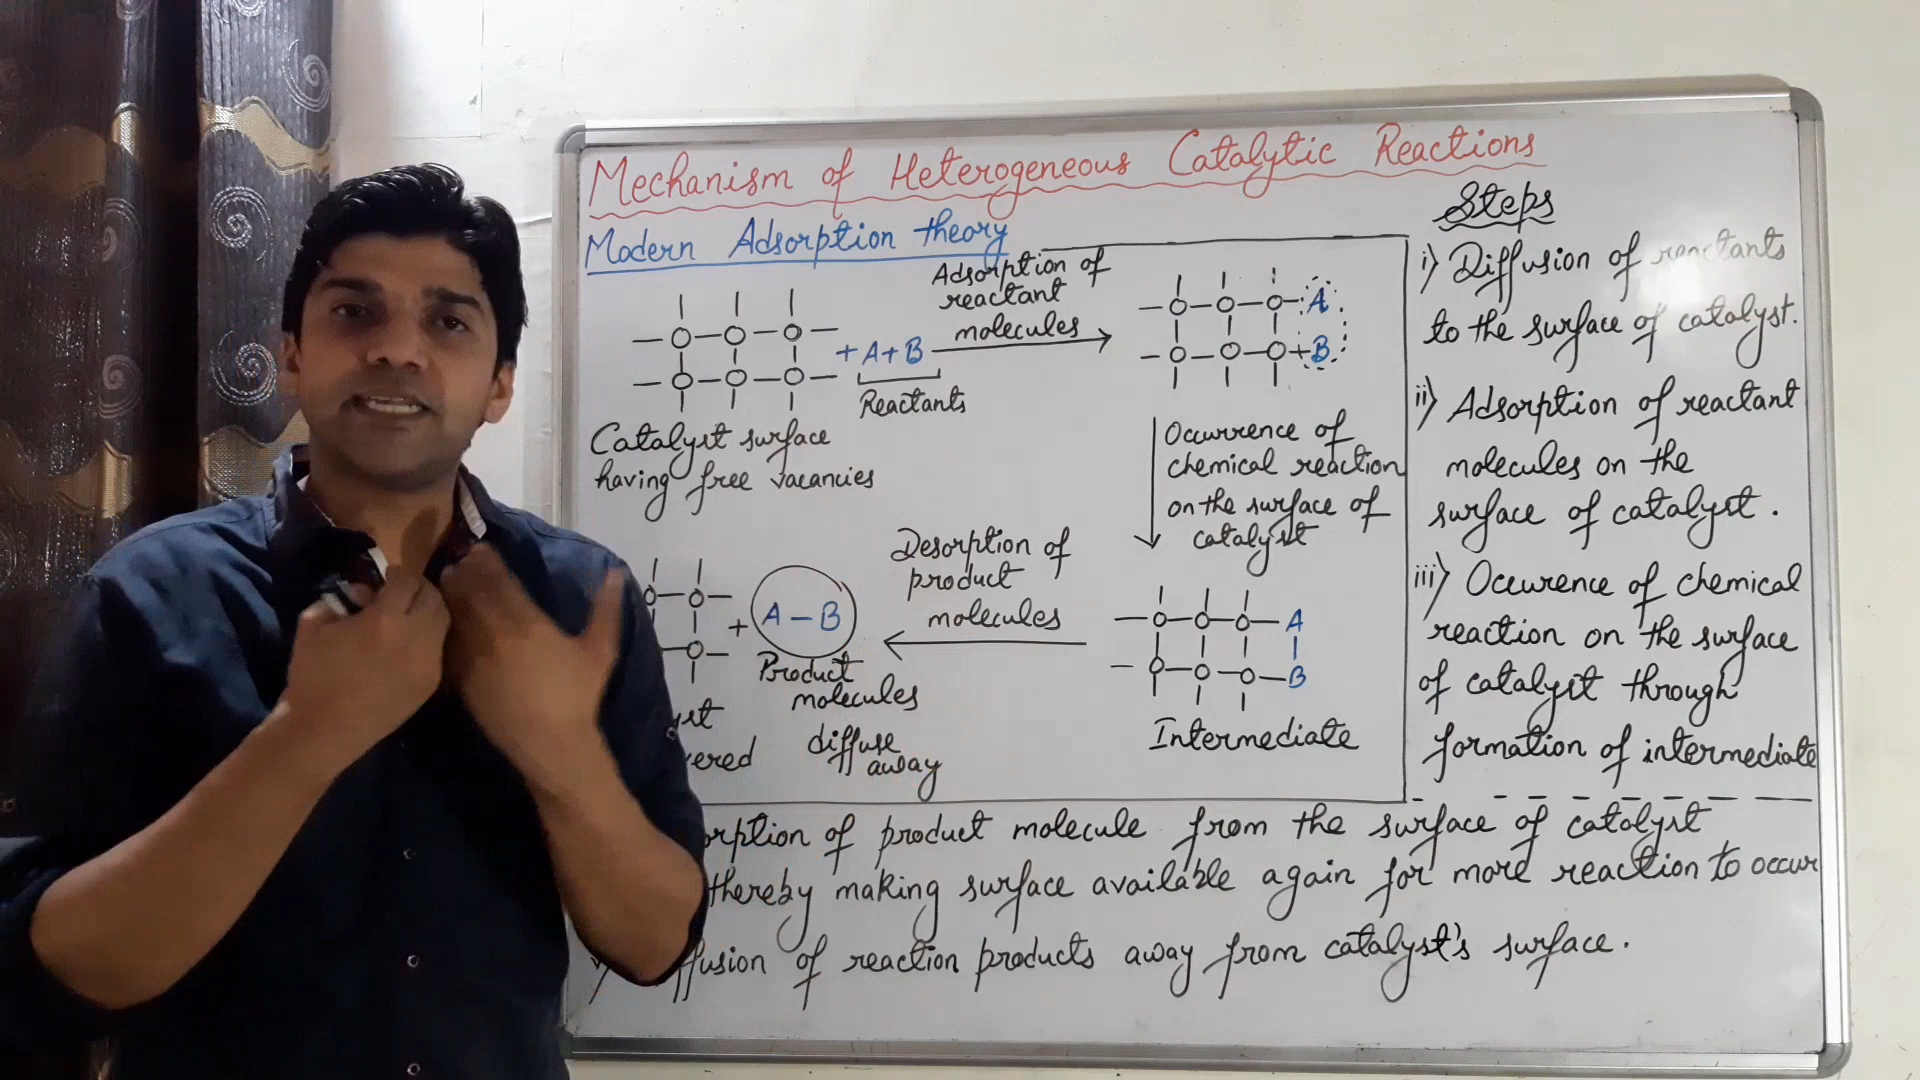 Mechanism of Heterogeneous Catalytic Reactions
Modern Adsorption theory
+ A + B
Reactants
Catalyst surface
having free vacancies
Adsorption of
reactant
molecules
A
B
Occurrence of
chemical reaction
on the surface of
catalyst
A
B
Intermediate
Desorption of
product
molecules
+ A – B
Product
molecules
diffuse
away
Steps
i) Diffusion of reactants
to the surface of catalyst.
ii) Adsorption of reactant
molecules on the
surface of catalyst.
iii) Occurence of chemical
reaction on the surface
of catalyst through
formation of intermediate
of product molecule from the surface of catalyst
thereby making surface available again for more reaction to occur
of reaction products away from catalyst's surface.